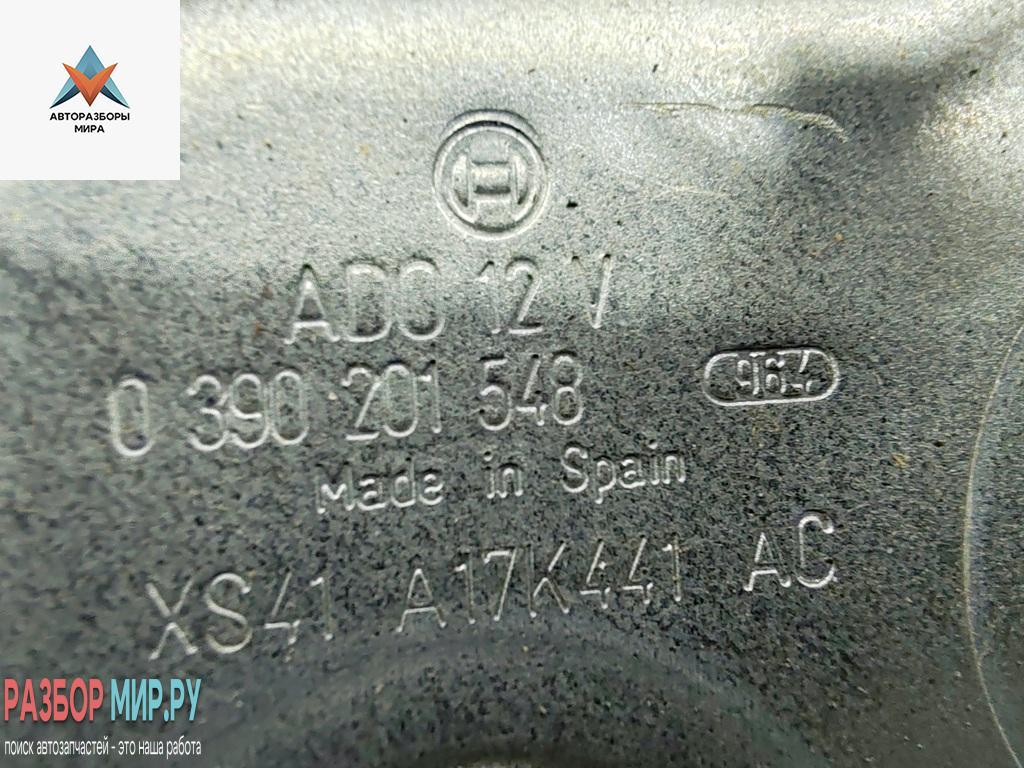 АВТОРАЗБОРЫ
МИРА
ADO 12 V
0 390 201 548
964
Made in Spain
XS41 A17K441 AC
РАЗБОР МИР.РУ
поиск автозапчастей - это наша работа